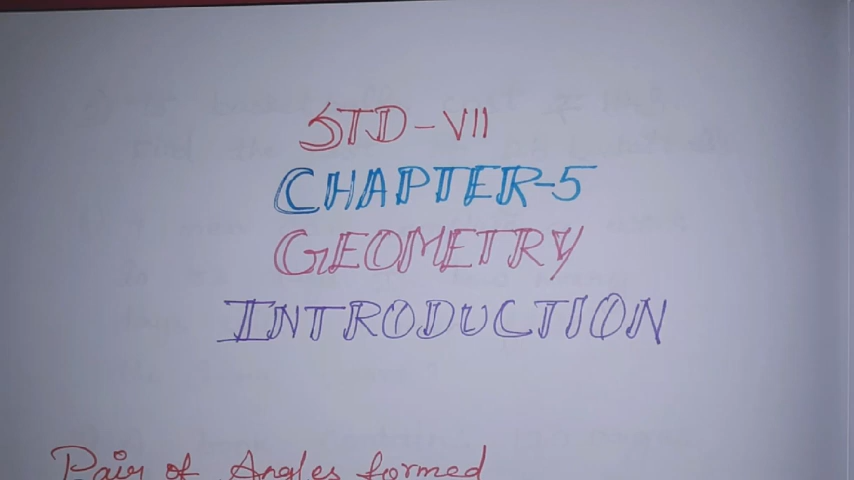 STD-VII
CHAPTER-5
GEOMETRY
INTRODUCTION
Pair of Angles formed